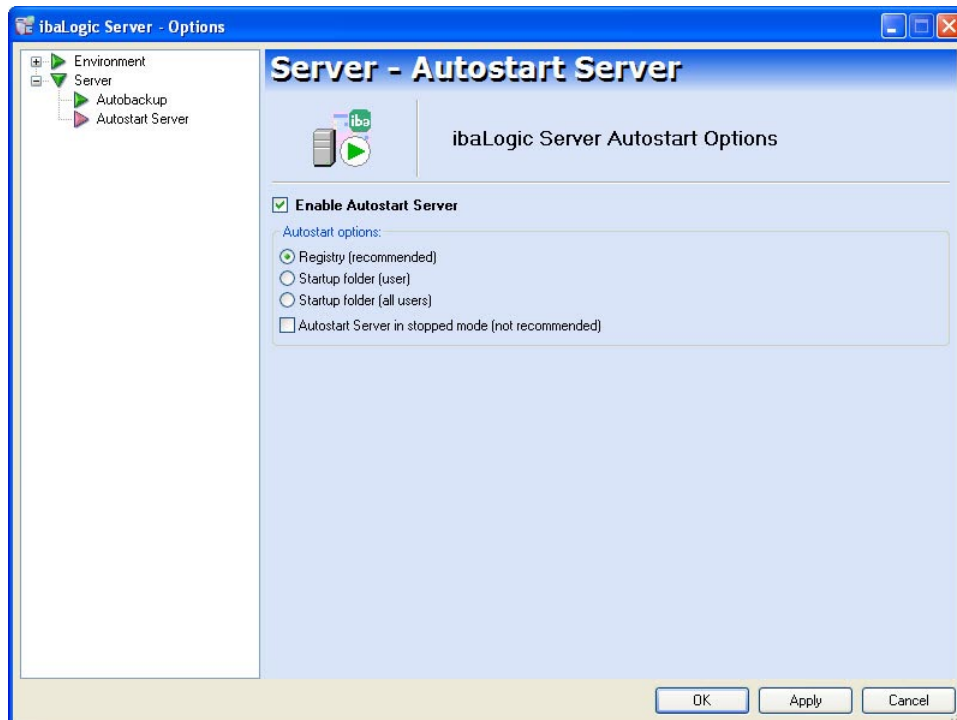 ibaLogic Server - Options
Environment
Server
Autobackup
Autostart Server
Server - Autostart Server
iba
ibaLogic Server Autostart Options
Enable Autostart Server
Autostart options:
Registry (recommended)
Startup folder (user)
Startup folder (all users)
Autostart Server in stopped mode (not recommended)
OK
Apply
Cancel